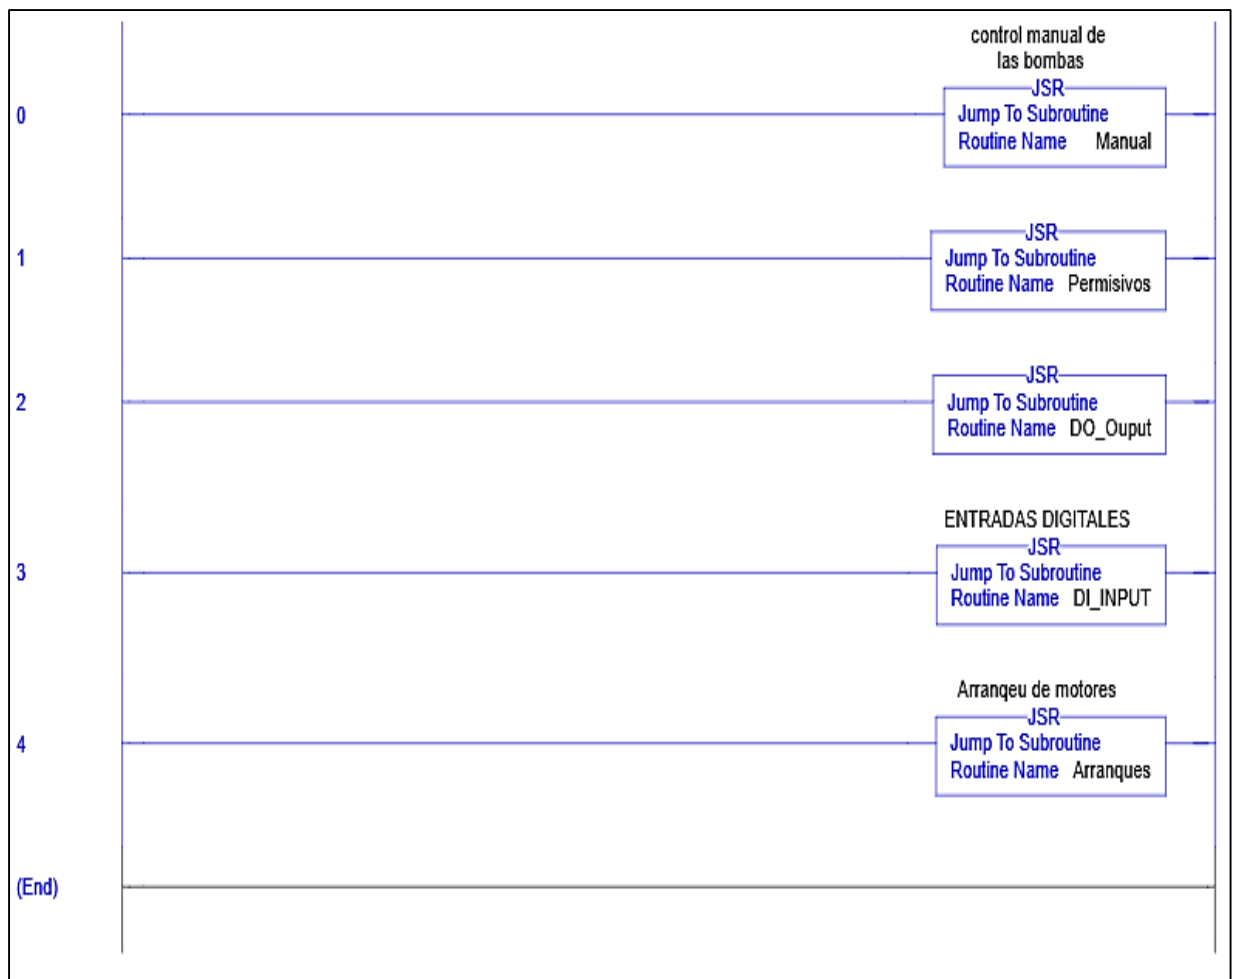 control manual de
las bombas
JSR
0
Jump To Subroutine
Routine Name Manual
JSR
1
Jump To Subroutine
Routine Name Permisivos
JSR
2
Jump To Subroutine
Routine Name DO_Ouput
ENTRADAS DIGITALES
JSR
3
Jump To Subroutine
Routine Name DI_INPUT
Arranqeu de motores
JSR
4
Jump To Subroutine
Routine Name Arranques
(End)